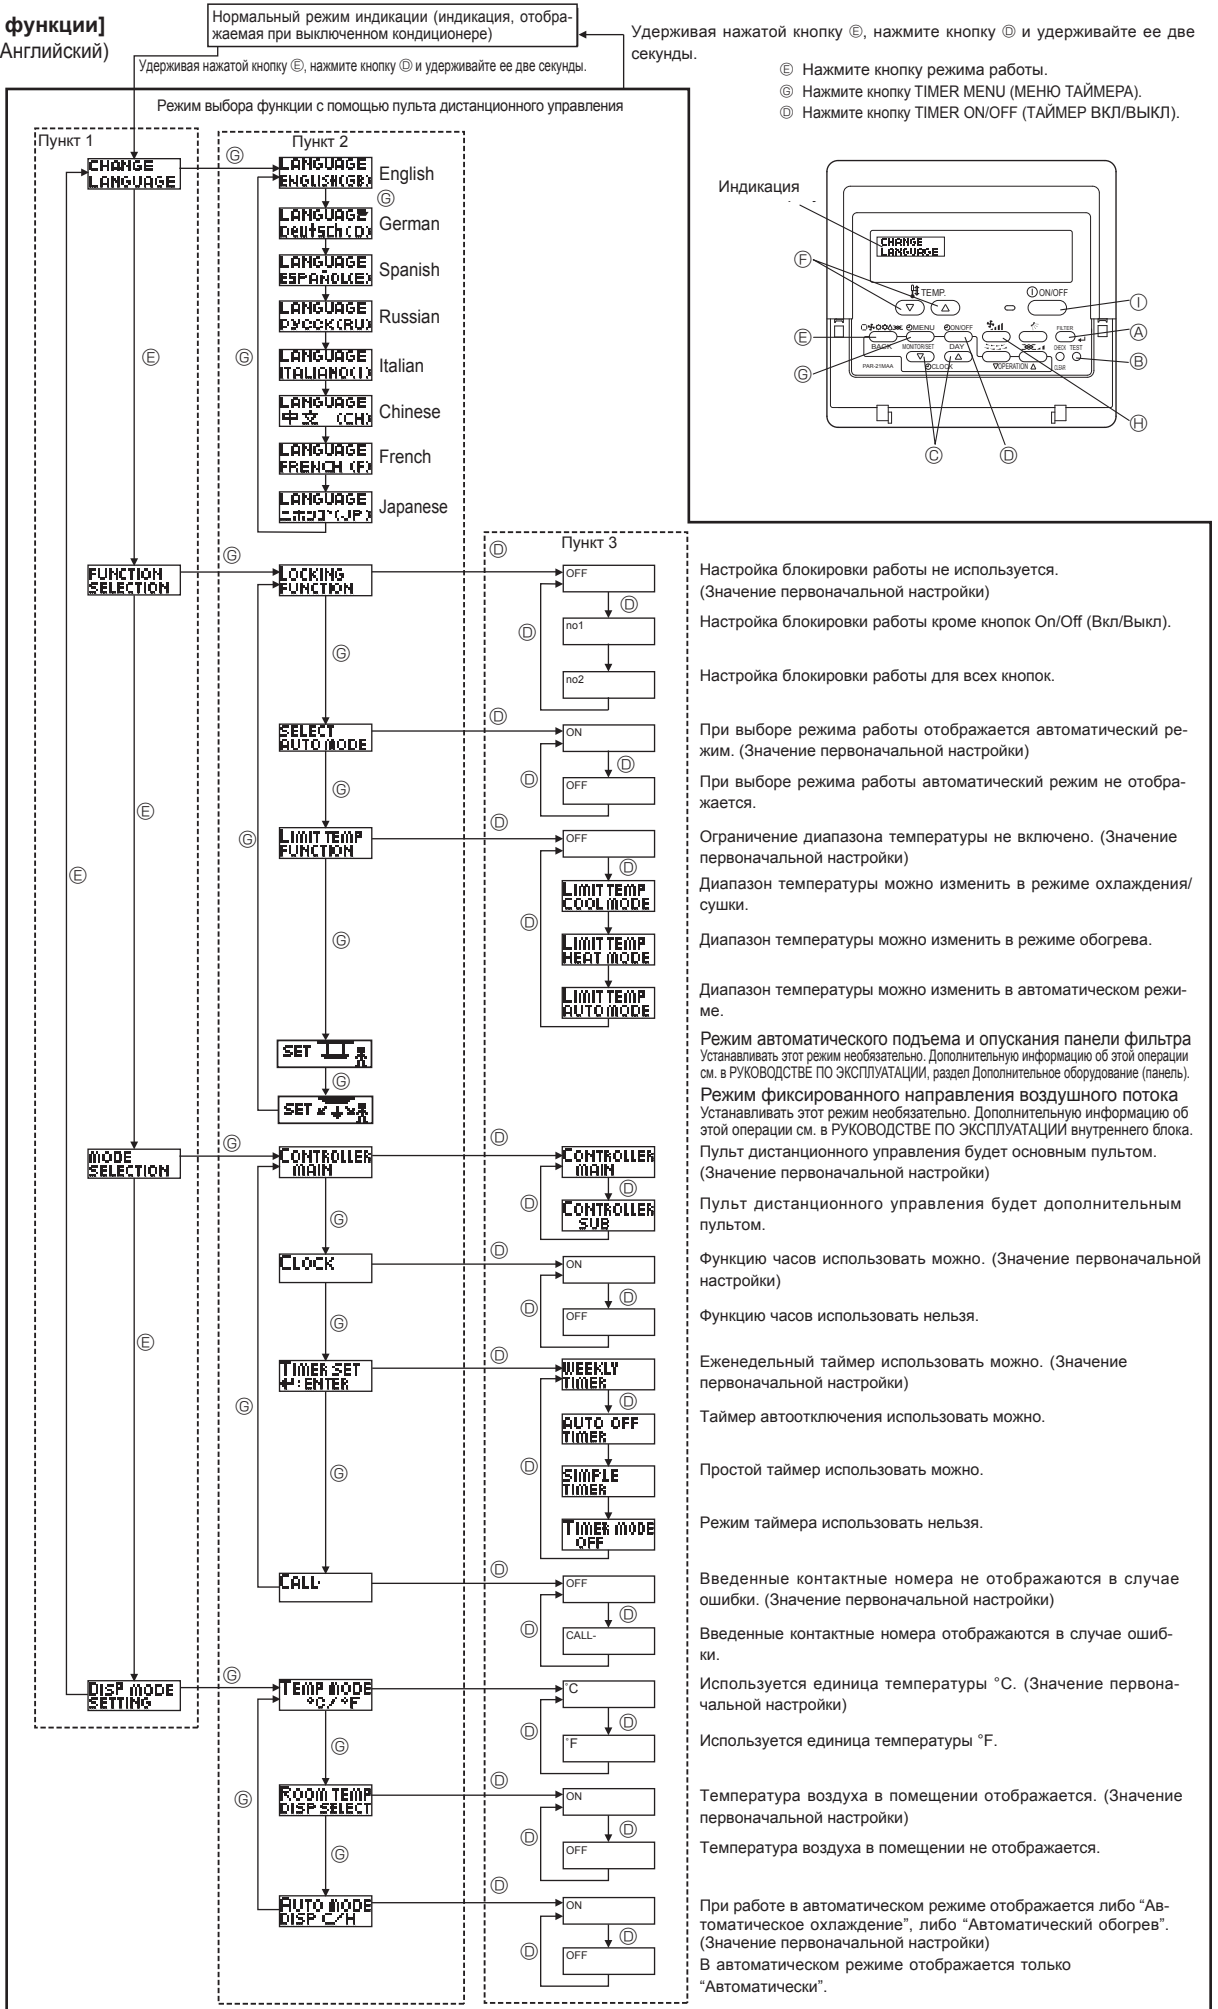 функции]
Английский)
Нормальный режим индикации (индикация, отобра-
жаемая при выключенном кондиционере)
Удерживая нажатой кнопку Ⓔ, нажмите кнопку Ⓓ и удерживайте ее две секунды.
Удерживая нажатой кнопку Ⓔ, нажмите кнопку Ⓓ и удерживайте ее две
секунды.
Ⓔ Нажмите кнопку режима работы.
Ⓖ Нажмите кнопку TIMER MENU (МЕНЮ ТАЙМЕРА).
Ⓓ Нажмите кнопку TIMER ON/OFF (ТАЙМЕР ВКЛ/ВЫКЛ).
Режим выбора функции с помощью пульта дистанционного управления
Индикация
CHANGE
LANGUAGE
TEMP.
ON/OFF
MENU
ON/OFF
FILTER
BACK
MONITOR/SET
DAY
CHECK TEST
PAR-21MAA
CLOCK
OPERATION
CLEAR
Ⓐ
Ⓑ
Ⓒ
Ⓓ
Ⓔ
Ⓕ
Ⓖ
Ⓗ
Ⓘ
Пункт 1
CHANGE
LANGUAGE
Ⓔ
FUNCTION
SELECTION
Ⓔ
Ⓔ
MODE
SELECTION
Ⓔ
DISP MODE
SETTING
Пункт 2
Ⓖ
LANGUAGE
ENGLISH(GB)
English
Ⓖ
LANGUAGE
Deutsch(D)
German
LANGUAGE
ESPAÑOL(E)
Spanish
LANGUAGE
РУССК(RU)
Russian
Ⓖ
LANGUAGE
ITALIANO(I)
Italian
LANGUAGE
中文 (CH)
Chinese
LANGUAGE
FRENCH (F)
French
LANGUAGE
ニホンゴ(JP)
Japanese
Пункт 3
Ⓖ
LOCKING
FUNCTION
Ⓓ
OFF
Настройка блокировки работы не используется.
(Значение первоначальной настройки)
Ⓓ
Ⓓ
no1
Настройка блокировки работы кроме кнопок On/Off (Вкл/Выкл).
Ⓖ
no2
Настройка блокировки работы для всех кнопок.
SELECT
AUTO MODE
Ⓓ
ON
При выборе режима работы отображается автоматический ре-
жим. (Значение первоначальной настройки)
Ⓓ
Ⓓ
Ⓖ
OFF
При выборе режима работы автоматический режим не отобра-
жается.
Ⓖ
LIMIT TEMP
FUNCTION
Ⓓ
OFF
Ограничение диапазона температуры не включено. (Значение
первоначальной настройки)
Ⓓ
LIMIT TEMP
COOL MODE
Диапазон температуры можно изменить в режиме охлаждения/
сушки.
Ⓓ
Ⓖ
LIMIT TEMP
HEAT MODE
Диапазон температуры можно изменить в режиме обогрева.
LIMIT TEMP
AUTO MODE
Диапазон температуры можно изменить в автоматическом режи-
ме.
SET
Режим автоматического подъема и опускания панели фильтра
Устанавливать этот режим необязательно. Дополнительную информацию об этой операции
см. в РУКОВОДСТВЕ ПО ЭКСПЛУАТАЦИИ, раздел Дополнительное оборудование (панель).
Ⓖ
SET
Режим фиксированного направления воздушного потока
Устанавливать этот режим необязательно. Дополнительную информацию об
этой операции см. в РУКОВОДСТВЕ ПО ЭКСПЛУАТАЦИИ внутреннего блока.
Ⓖ
CONTROLLER
MAIN
Ⓓ
CONTROLLER
MAIN
Пульт дистанционного управления будет основным пультом.
(Значение первоначальной настройки)
Ⓓ
Ⓓ
Ⓖ
CONTROLLER
SUB
Пульт дистанционного управления будет дополнительным
пультом.
CLOCK
Ⓓ
ON
Функцию часов использовать можно. (Значение первоначальной
настройки)
Ⓓ
Ⓓ
Ⓖ
OFF
Функцию часов использовать нельзя.
TIMER SET
↵:ENTER
Ⓓ
WEEKLY
TIMER
Еженедельный таймер использовать можно. (Значение
первоначальной настройки)
Ⓖ
Ⓓ
AUTO OFF
TIMER
Таймер автоотключения использовать можно.
Ⓓ
Ⓖ
SIMPLE
TIMER
Простой таймер использовать можно.
TIMER MODE
OFF
Режим таймера использовать нельзя.
CALL-
Ⓓ
OFF
Введенные контактные номера не отображаются в случае
ошибки. (Значение первоначальной настройки)
Ⓓ
Ⓓ
CALL-
Введенные контактные номера отображаются в случае ошиб-
ки.
Ⓖ
TEMP MODE
°C/°F
Ⓓ
°C
Используется единица температуры °C. (Значение первона-
чальной настройки)
Ⓓ
Ⓓ
Ⓖ
°F
Используется единица температуры °F.
Ⓖ
ROOM TEMP
DISP SELECT
Ⓓ
ON
Температура воздуха в помещении отображается. (Значение
первоначальной настройки)
Ⓓ
Ⓓ
Ⓖ
OFF
Температура воздуха в помещении не отображается.
AUTO MODE
DISP C/H
Ⓓ
ON
При работе в автоматическом режиме отображается либо “Ав-
томатическое охлаждение”, либо “Автоматический обогрев”.
(Значение первоначальной настройки)
Ⓓ
Ⓓ
OFF
В автоматическом режиме отображается только
“Автоматически”.